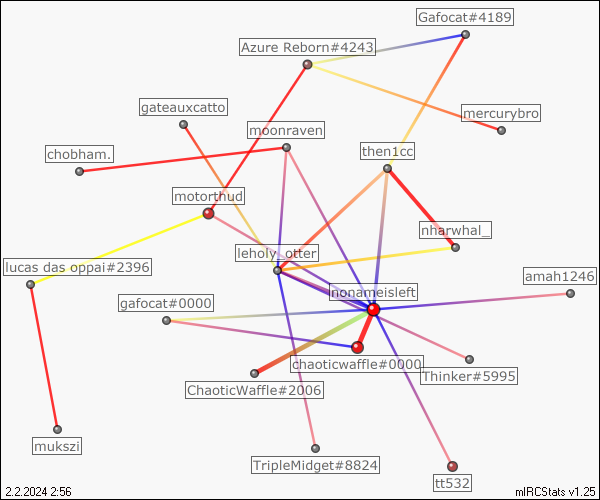 Gafocat#4189
Azure Reborn#4243
gateauxcatto
mercurybro
moonraven
chobham.
then1cc
motorthud
nharwhal_
leholy_otter
lucas das oppai#2396
amah1246
nonameisleft
gafocat#0000
chaoticwaffle#0000
Thinker#5995
ChaoticWaffle#2006
mukszi
TripleMidget#8824
tt532
2.2.2024 2:56
mIRCStats v1.25